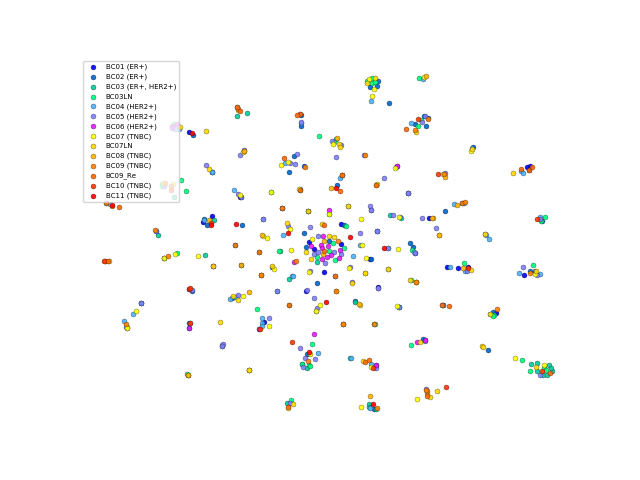 BC01 (ER+)
BC02 (ER+)
BC03 (ER+, HER2+)
BC03LN
BC04 (HER2+)
BC05 (HER2+)
BC06 (HER2+)
BC07 (TNBC)
BC07LN
BC08 (TNBC)
BC09 (TNBC)
BC09_Re
BC10 (TNBC)
BC11 (TNBC)